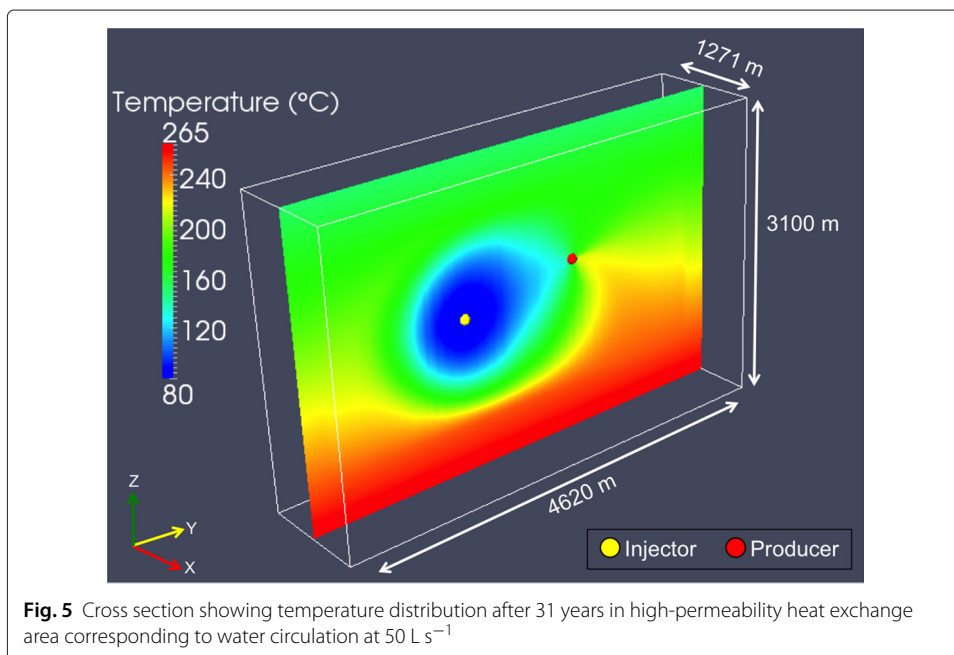 1271 m
Temperature (°C)
265
240
200
160
120
80
3100 m
4620 m
Z
Y
X
Injector Producer
Fig. 5 Cross section showing temperature distribution after 31 years in high-permeability heat exchange
area corresponding to water circulation at 50 L s⁻¹